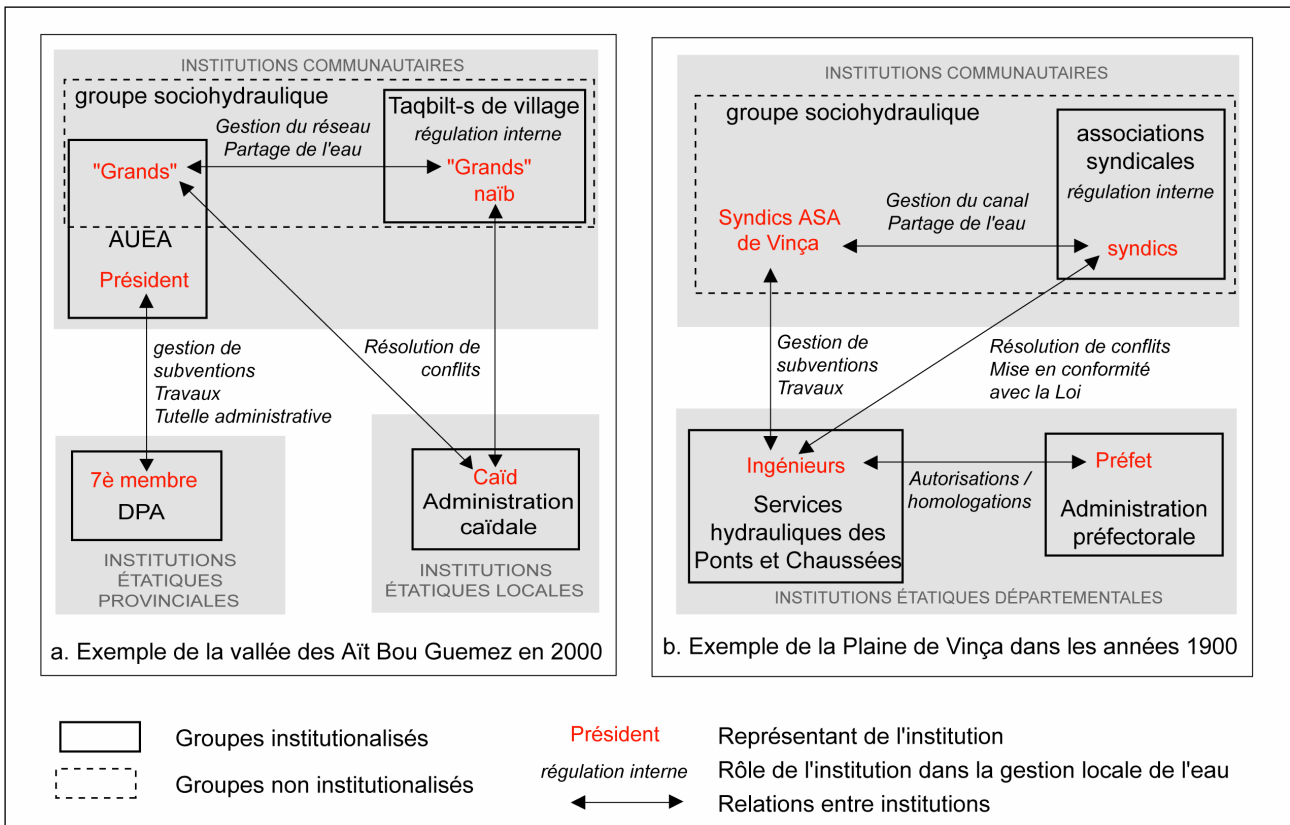 INSTITUTIONS COMMUNAUTAIRES
groupe sociohydraulique
Taqbilt-s de village
régulation interne
Gestion du réseau
Partage de l'eau
"Grands"
"Grands"
naïb
AUEA
Président
gestion de
subventions
Travaux
Tutelle administrative
Résolution de
conflits
7è membre
DPA
INSTITUTIONS
ÉTATIQUES
PROVINCIALES
Caïd
Administration
caïdale
INSTITUTIONS
ÉTATIQUES LOCALES
a. Exemple de la vallée des Aït Bou Guemez en 2000
INSTITUTIONS COMMUNAUTAIRES
groupe sociohydraulique
associations
syndicales
régulation interne
Gestion du canal
Partage de l'eau
Syndics ASA
de Vinça
syndics
Gestion de
subventions
Travaux
Résolution de conflits
Mise en conformité
avec la Loi
Ingénieurs
Services
hydrauliques des
Ponts et Chaussées
Autorisations /
homologations
Préfet
Administration
préfectorale
INSTITUTIONS ÉTATIQUES DÉPARTEMENTALES
b. Exemple de la Plaine de Vinça dans les années 1900
Groupes institutionalisés
Groupes non institutionalisés
Président
Représentant de l'institution
régulation interne
Rôle de l'institution dans la gestion locale de l'eau
Relations entre institutions